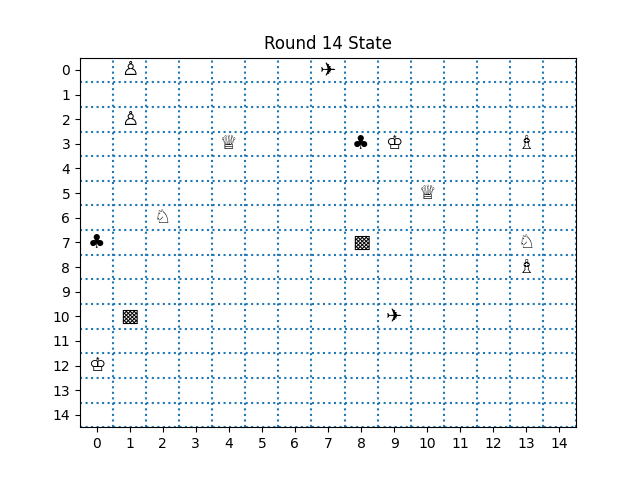 Round 14 State
0 ♙ ✈
1
2 ♙
3 ♕ ♣ ♔ ♗
4
5 ♕
6 ♘
7 ♣ ▩ ♘
8 ♗
9
10 ▩ ✈
11
12 ♔
13
14
0 1 2 3 4 5 6 7 8 9 10 11 12 13 14